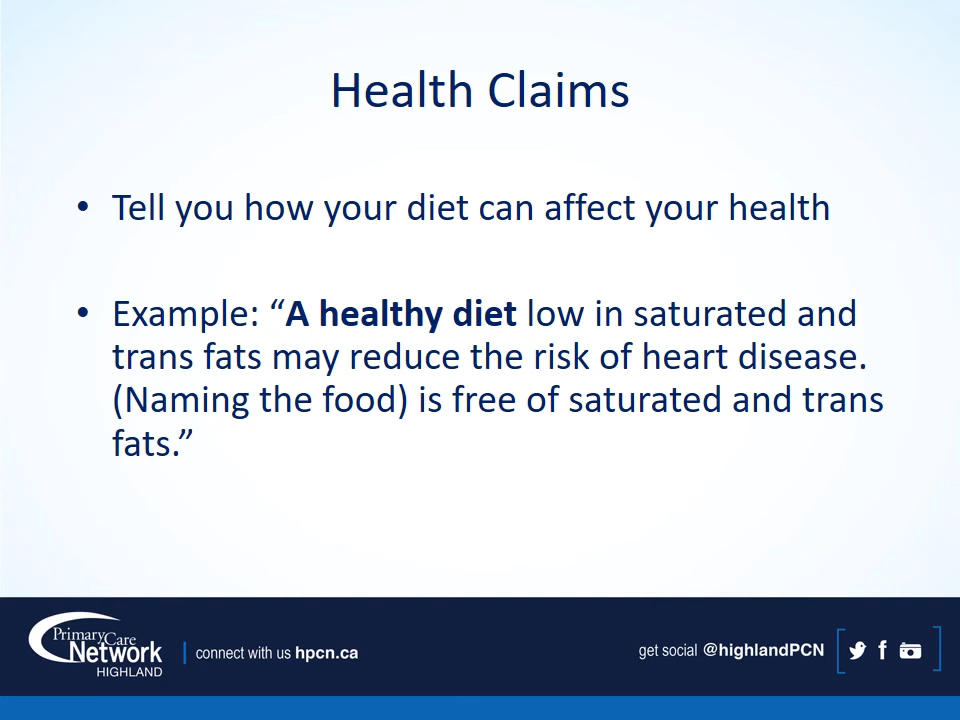 Health Claims
• Tell you how your diet can affect your health
• Example: “A healthy diet low in saturated and
trans fats may reduce the risk of heart disease.
(Naming the food) is free of saturated and trans
fats.”
PrimaryCare
Network
HIGHLAND
connect with us hpcn.ca
get social @highlandPCN